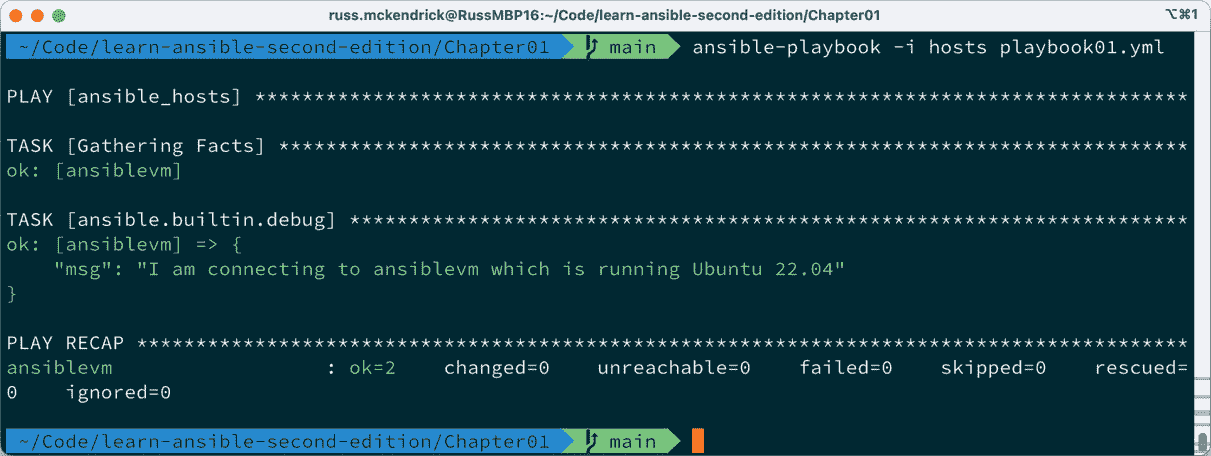 russ.mckendrick@RussMBP16:~/Code/learn-ansible-second-edition/Chapter01 ⌥⌘1
~/Code/learn-ansible-second-edition/Chapter01 main ansible-playbook -i hosts playbook01.yml
PLAY [ansible_hosts] *******************************************************************************
TASK [Gathering Facts] *****************************************************************************
ok: [ansiblevm]
TASK [ansible.builtin.debug] ***********************************************************************
ok: [ansiblevm] => {
    "msg": "I am connecting to ansiblevm which is running Ubuntu 22.04"
}
PLAY RECAP *****************************************************************************************
ansiblevm                  : ok=2    changed=0    unreachable=0    failed=0    skipped=0    rescued=
0    ignored=0
~/Code/learn-ansible-second-edition/Chapter01 main